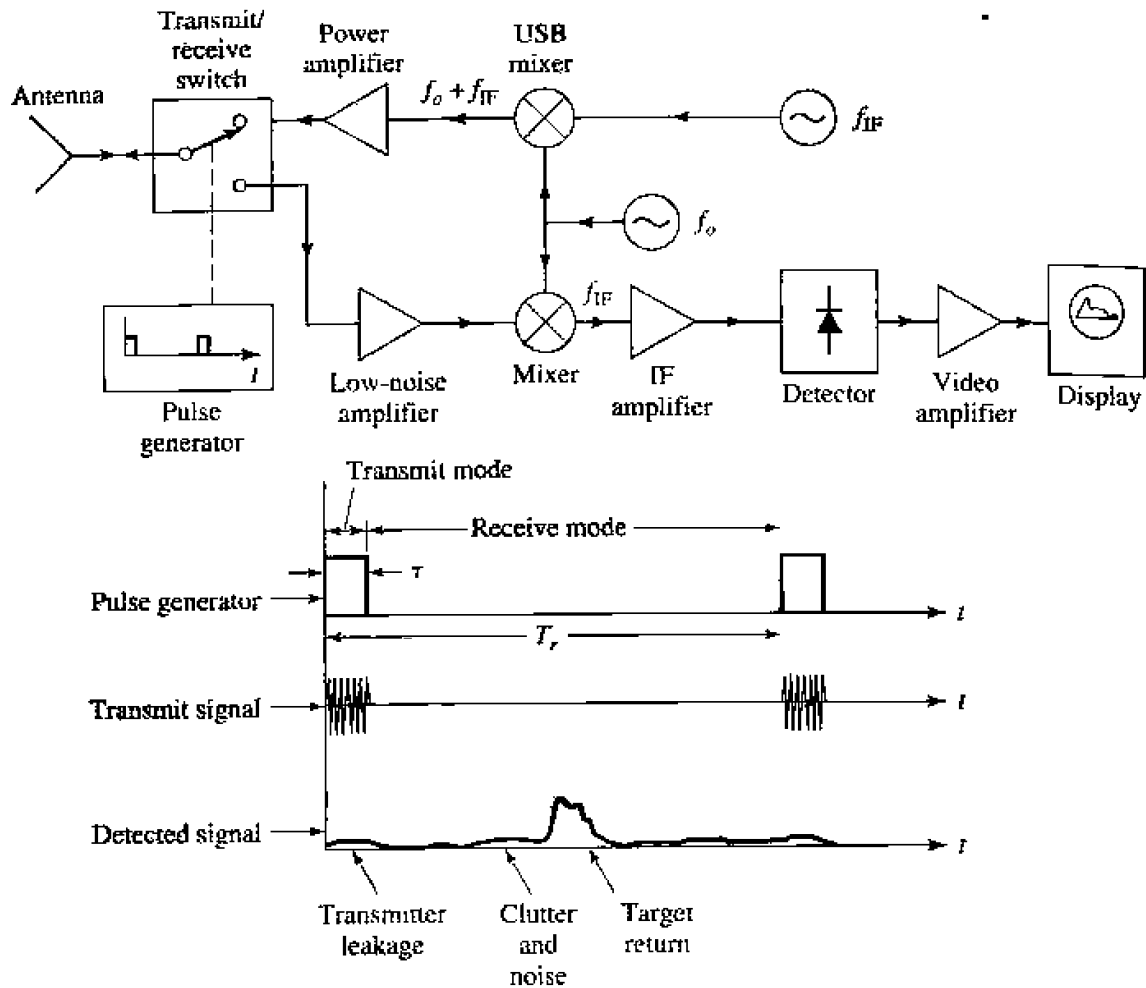 Transmit/
receive
switch
Power
amplifier
USB
mixer
Antenna
f_o + f_IF
f_IF
f_o
f_IF
t
Pulse
generator
Low-noise
amplifier
Mixer
IF
amplifier
Detector
Video
amplifier
Display
Transmit mode
Receive mode
τ
Pulse generator
t
T_r
Transmit signal
t
Detected signal
t
Transmitter
leakage
Clutter
and
noise
Target
return